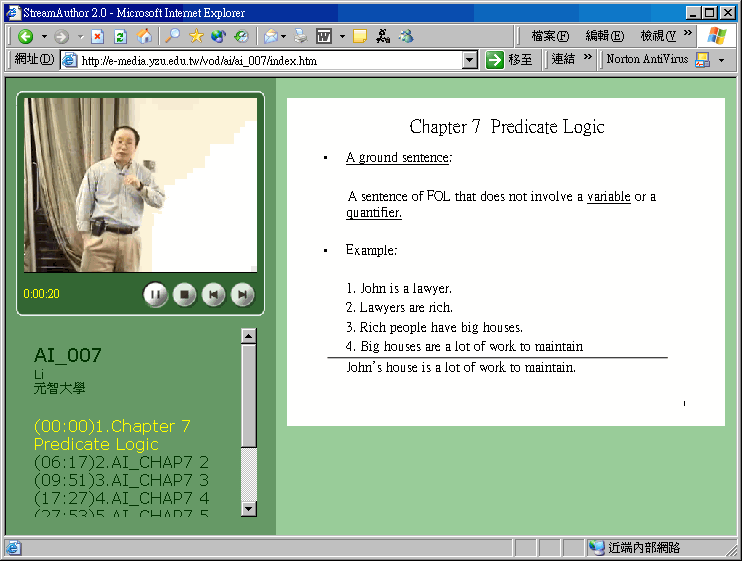 StreamAuthor 2.0 - Microsoft Internet Explorer
檔案(F) 編輯(E) 檢視(V) »
網址(D) http://e-media.yzu.edu.tw/vod/ai/ai_007/index.htm 移至 連結 » Norton AntiVirus
Chapter 7 Predicate Logic
• A ground sentence:
A sentence of FOL that does not involve a variable or a
quantifier.
• Example:
1. John is a lawyer.
2. Lawyers are rich.
3. Rich people have big houses.
4. Big houses are a lot of work to maintain
John's house is a lot of work to maintain.
1
0:00:20
AI_007
Li
元智大學
(00:00)1.Chapter 7
Predicate Logic
(06:17)2.AI_CHAP7 2
(09:51)3.AI_CHAP7 3
(17:27)4.AI_CHAP7 4
(27:53)5.AI_CHAP7 5
近端內部網路